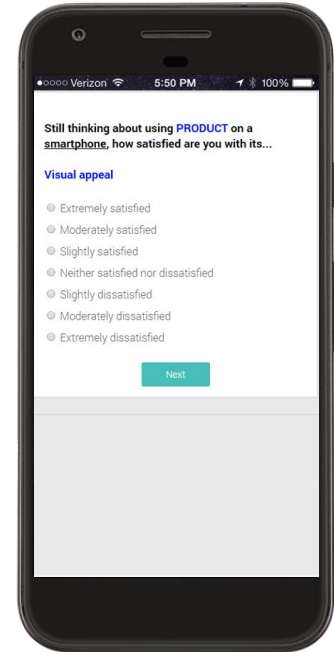 Verizon 5:50 PM 100%
Still thinking about using PRODUCT on a
smartphone, how satisfied are you with its...
Visual appeal
Extremely satisfied
Moderately satisfied
Slightly satisfied
Neither satisfied nor dissatisfied
Slightly dissatisfied
Moderately dissatisfied
Extremely dissatisfied
Next